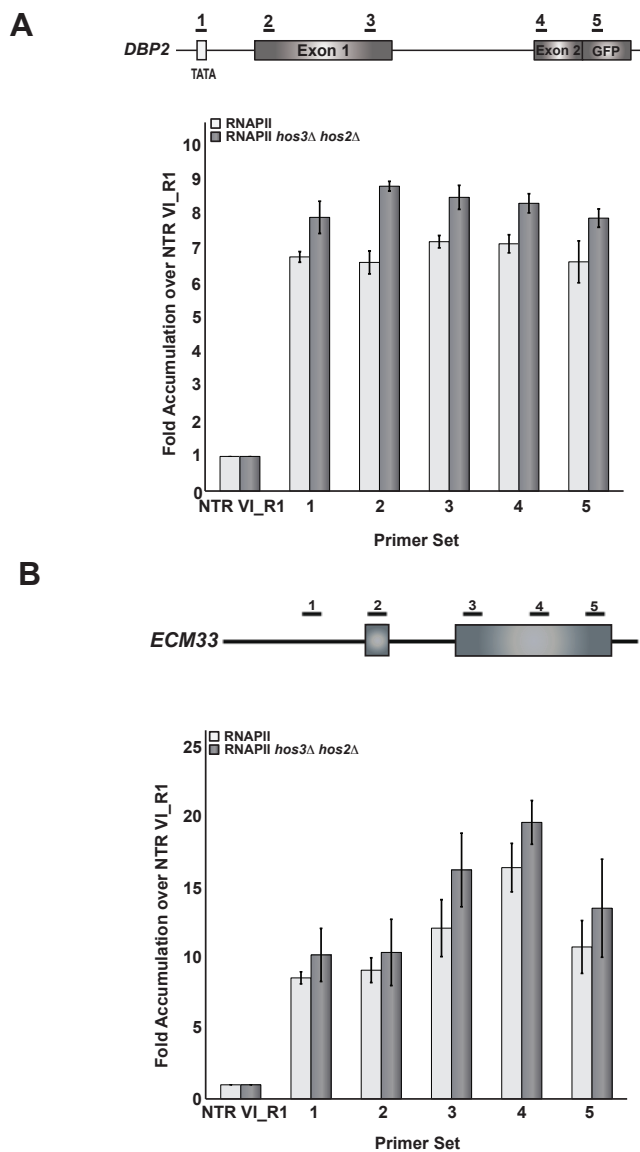 A
1 2 3 4 5
DBP2 Exon 1 Exon 2 GFP
TATA
RNAPII
RNAPII hos3Δ hos2Δ
Fold Accumulation over NTR VI_R1
10
9
8
7
6
5
4
3
2
1
0
NTR VI_R1 1 2 3 4 5
Primer Set
B
1 2 3 4 5
ECM33
RNAPII
RNAPII hos3Δ hos2Δ
Fold Accumulation over NTR VI_R1
25
20
15
10
5
0
NTR VI_R1 1 2 3 4 5
Primer Set